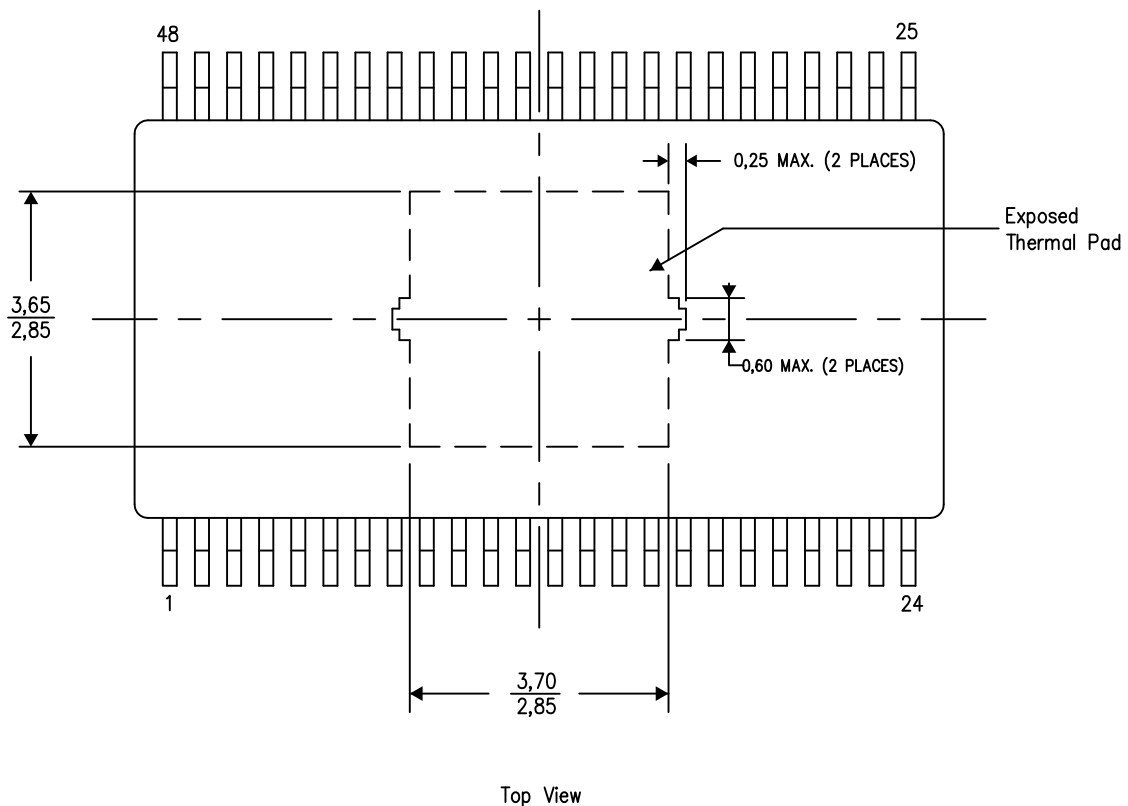 48
25
0,25 MAX. (2 PLACES)
Exposed
Thermal Pad
3,65
2,85
0,60 MAX. (2 PLACES)
1
24
3,70
2,85
Top View